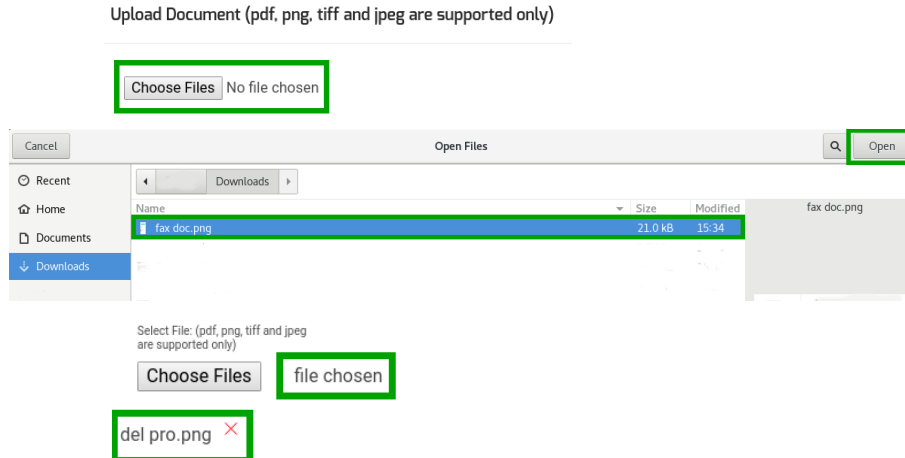 Upload Document (pdf, png, tiff and jpeg are supported only)
Choose Files No file chosen
Cancel Open Files Open
Recent Downloads
Home Name Size Modified fax doc.png
fax doc.png 21.0 kB 15:34
Documents
Downloads
Select File: (pdf, png, tiff and jpeg
are supported only)
Choose Files file chosen
del pro.png